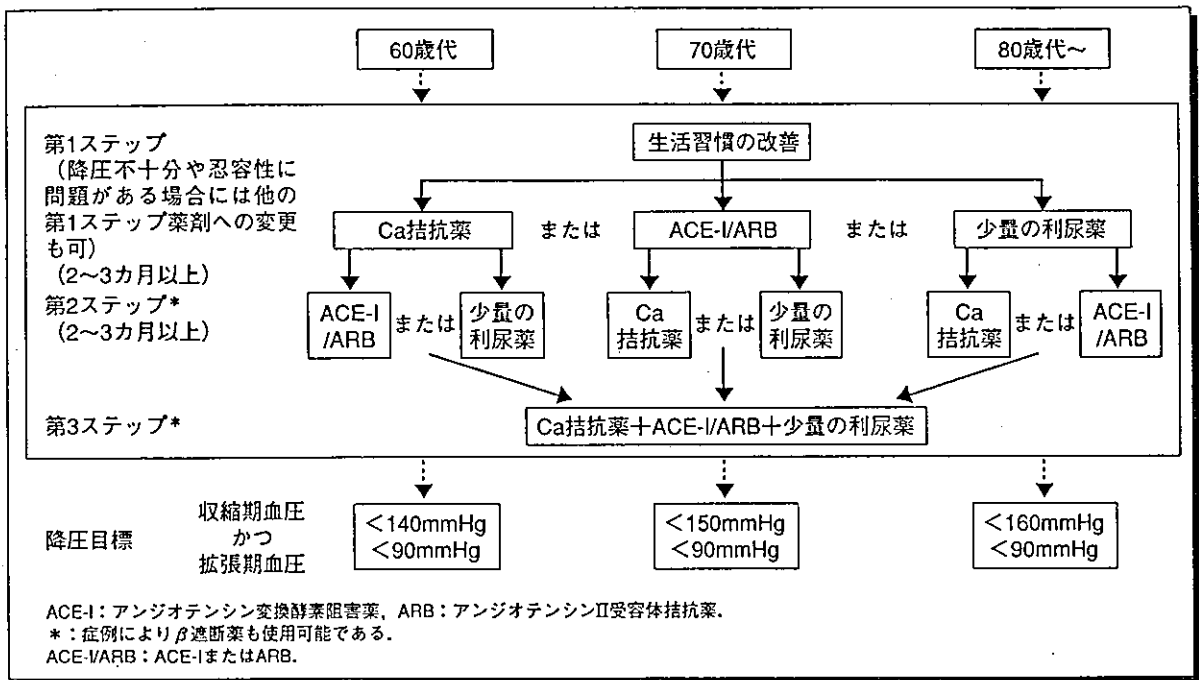 60歳代
70歳代
80歳代～
第1ステップ
（降圧不十分や忍容性に
問題がある場合には他の
第1ステップ薬剤への変更
も可）
（2～3カ月以上）
生活習慣の改善
Ca拮抗薬
または
ACE-I/ARB
または
少量の利尿薬
第2ステップ*
（2～3カ月以上）
ACE-I
/ARB
または
少量の
利尿薬
Ca
拮抗薬
または
少量の
利尿薬
Ca
拮抗薬
または
ACE-I
/ARB
第3ステップ*
Ca拮抗薬＋ACE-I/ARB＋少量の利尿薬
降圧目標
収縮期血圧
かつ
拡張期血圧
＜140mmHg
＜90mmHg
＜150mmHg
＜90mmHg
＜160mmHg
＜90mmHg
ACE-I：アンジオテンシン変換酵素阻害薬，ARB：アンジオテンシンII受容体拮抗薬．
*：症例によりβ遮断薬も使用可能である．
ACE-I/ARB：ACE-IまたはARB．